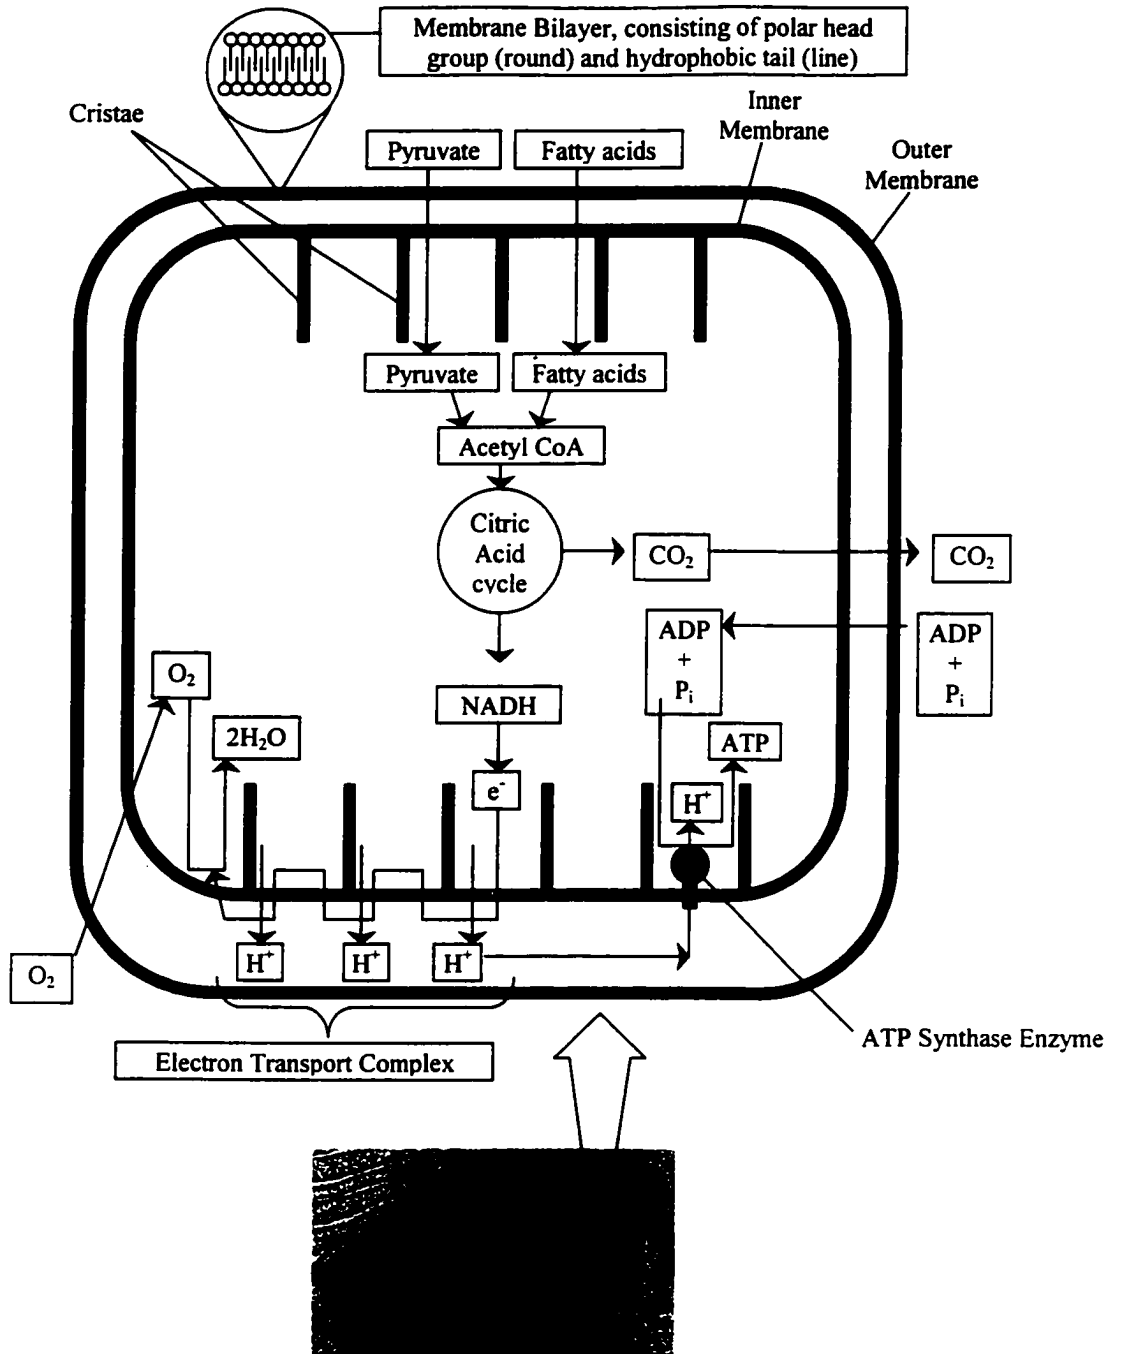 Membrane Bilayer, consisting of polar head
group (round) and hydrophobic tail (line)
Cristae
Inner
Membrane
Outer
Membrane
Pyruvate
Fatty acids
Pyruvate
Fatty acids
Acetyl CoA
Citric
Acid
cycle
CO₂
CO₂
ADP
+
Pᵢ
ADP
+
Pᵢ
O₂
NADH
2H₂O
ATP
e⁻
H⁺
H⁺
H⁺
H⁺
O₂
ATP Synthase Enzyme
Electron Transport Complex